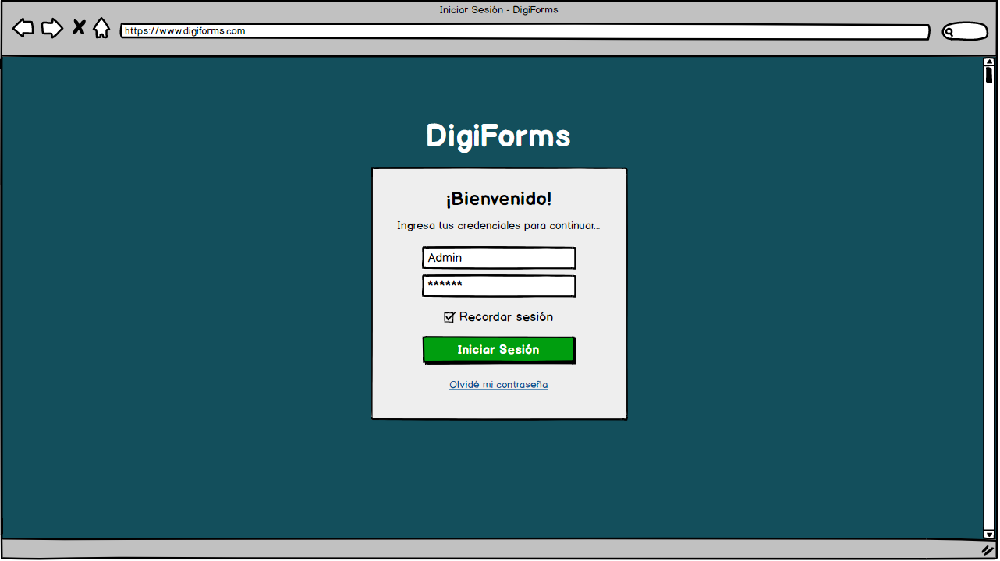 Iniciar Sesión - DigiForms
https://www.digiforms.com
DigiForms
¡Bienvenido!
Ingresa tus credenciales para continuar...
Admin
******
Recordar sesión
Iniciar Sesión
Olvidé mi contraseña